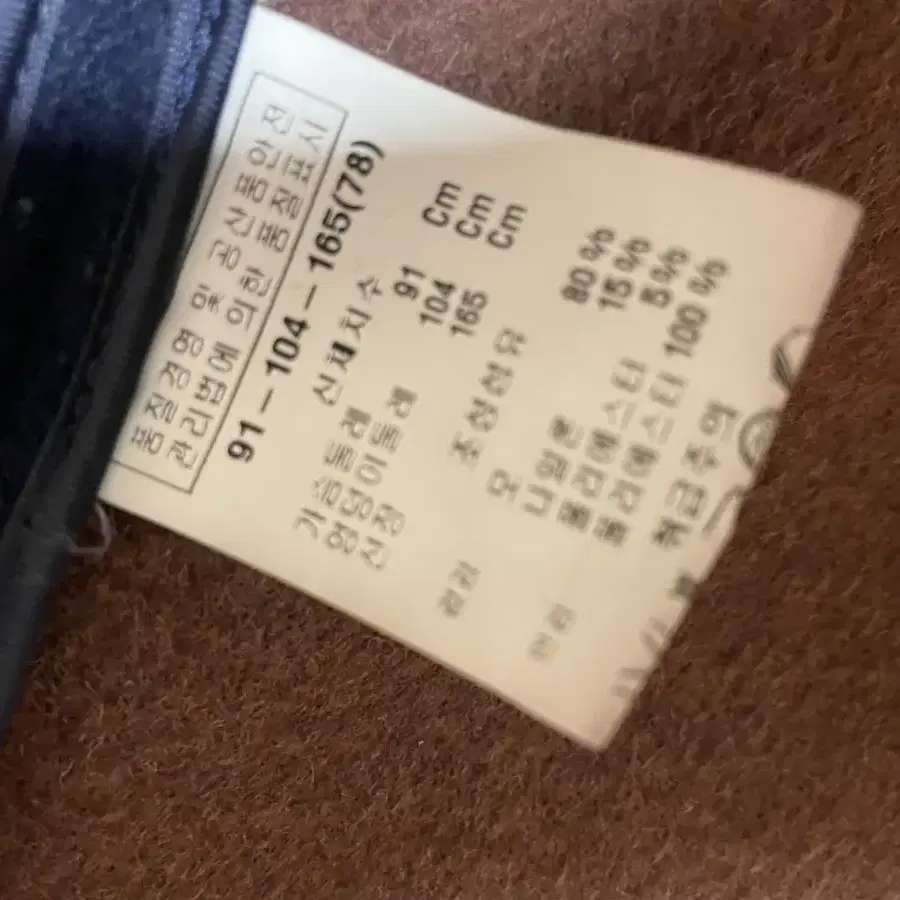 품질경영 및 공산품안전
관리법에 의한 품질표시
91-104-165(78)
신체치수
가슴둘레 91 Cm
엉덩이둘레 104 Cm
신장 165 Cm
조성섬유
겉감 모 80%
나일론 15%
폴리에스터 5%
안감 폴리에스터 100%
취급주의